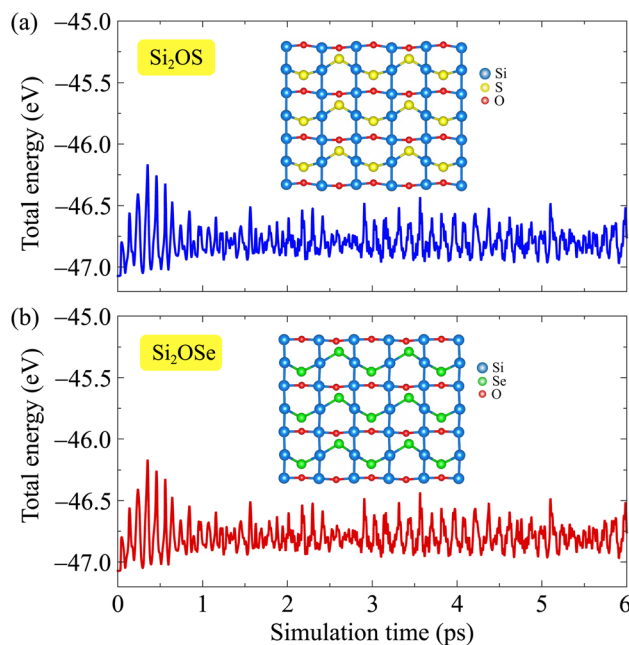 (a)
Si₂OS
Total energy (eV)
−45.0
−45.5
−46.0
−46.5
−47.0
Si
S
O
(b)
Si₂OSe
Total energy (eV)
−45.0
−45.5
−46.0
−46.5
−47.0
Si
Se
O
0 1 2 3 4 5 6
Simulation time (ps)